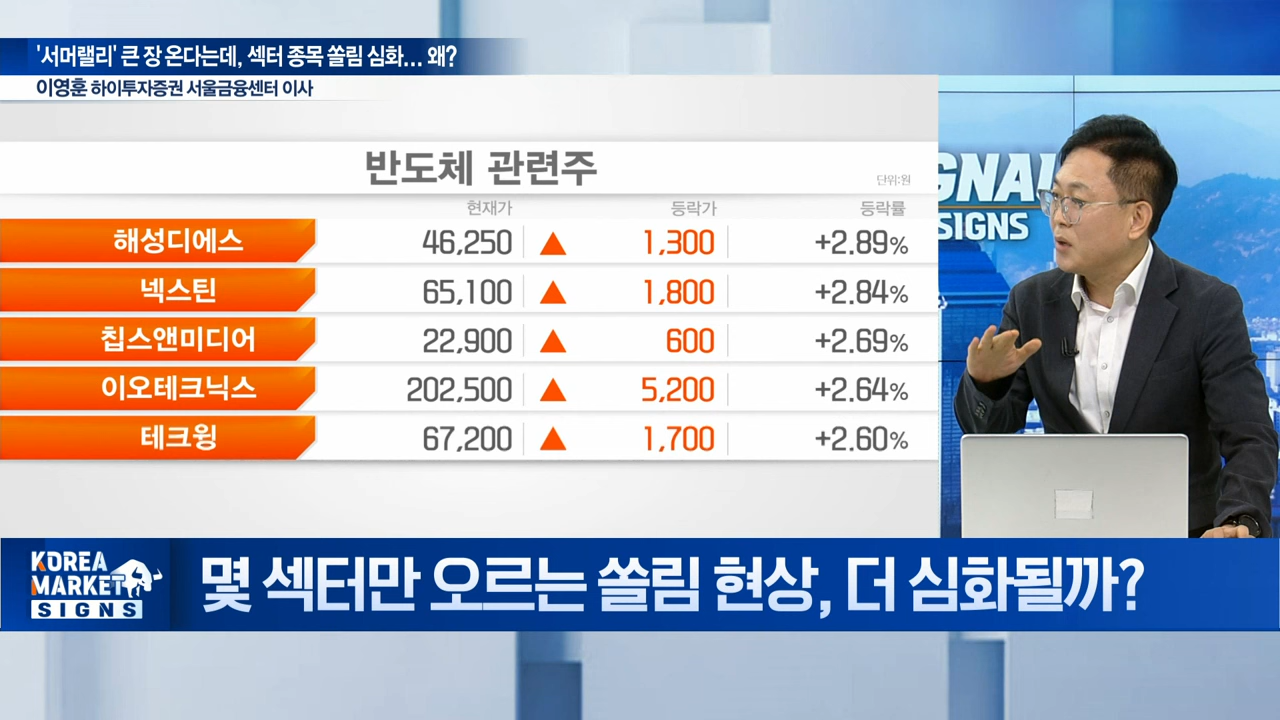 '서머랠리' 큰 장 온다는데, 섹터 종목 쏠림 심화... 왜?
이영훈 하이투자증권 서울금융센터 이사
반도체 관련주
단위:원
현재가 등락가 등락률
해성디에스 46,250 ▲ 1,300 +2.89%
넥스틴 65,100 ▲ 1,800 +2.84%
칩스앤미디어 22,900 ▲ 600 +2.69%
이오테크닉스 202,500 ▲ 5,200 +2.64%
테크윙 67,200 ▲ 1,700 +2.60%
GNAL
SIGNS
KOREA
MARKET
SIGNS
몇 섹터만 오르는 쏠림 현상, 더 심화될까?